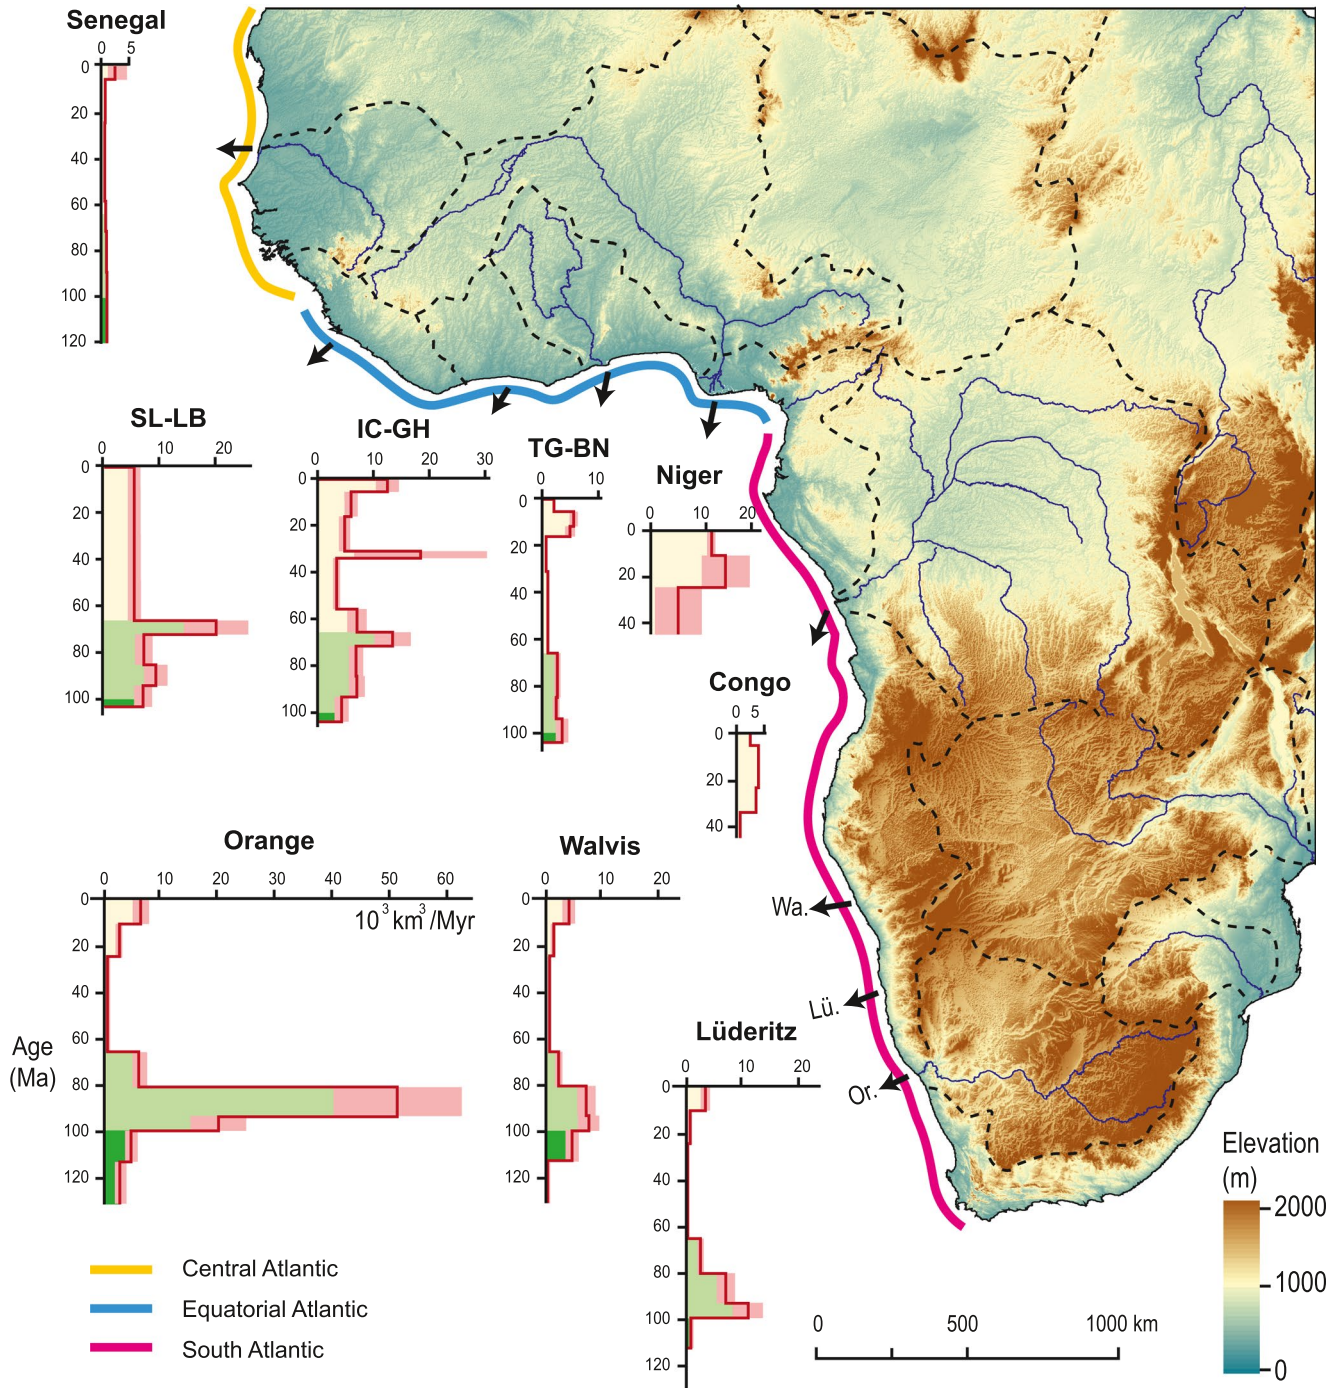 Senegal
0 5
0
20
40
60
80
100
120
SL-LB
0 10 20
0
20
40
60
80
100
IC-GH
0 10 20 30
0
20
40
60
80
100
TG-BN
0 10
0
20
40
60
80
100
Niger
0 10 20
0
20
40
Congo
0 5
0
20
40
Orange
0 10 20 30 40 50 60
10³ km³/Myr
0
20
40
60
80
100
120
Age
(Ma)
Walvis
0 10 20
0
20
40
60
80
100
120
Wa.
Lü.
Or.
Lüderitz
0 10 20
0
20
40
60
80
100
120
Central Atlantic
Equatorial Atlantic
South Atlantic
0 500 1000 km
Elevation
(m)
2000
1000
0